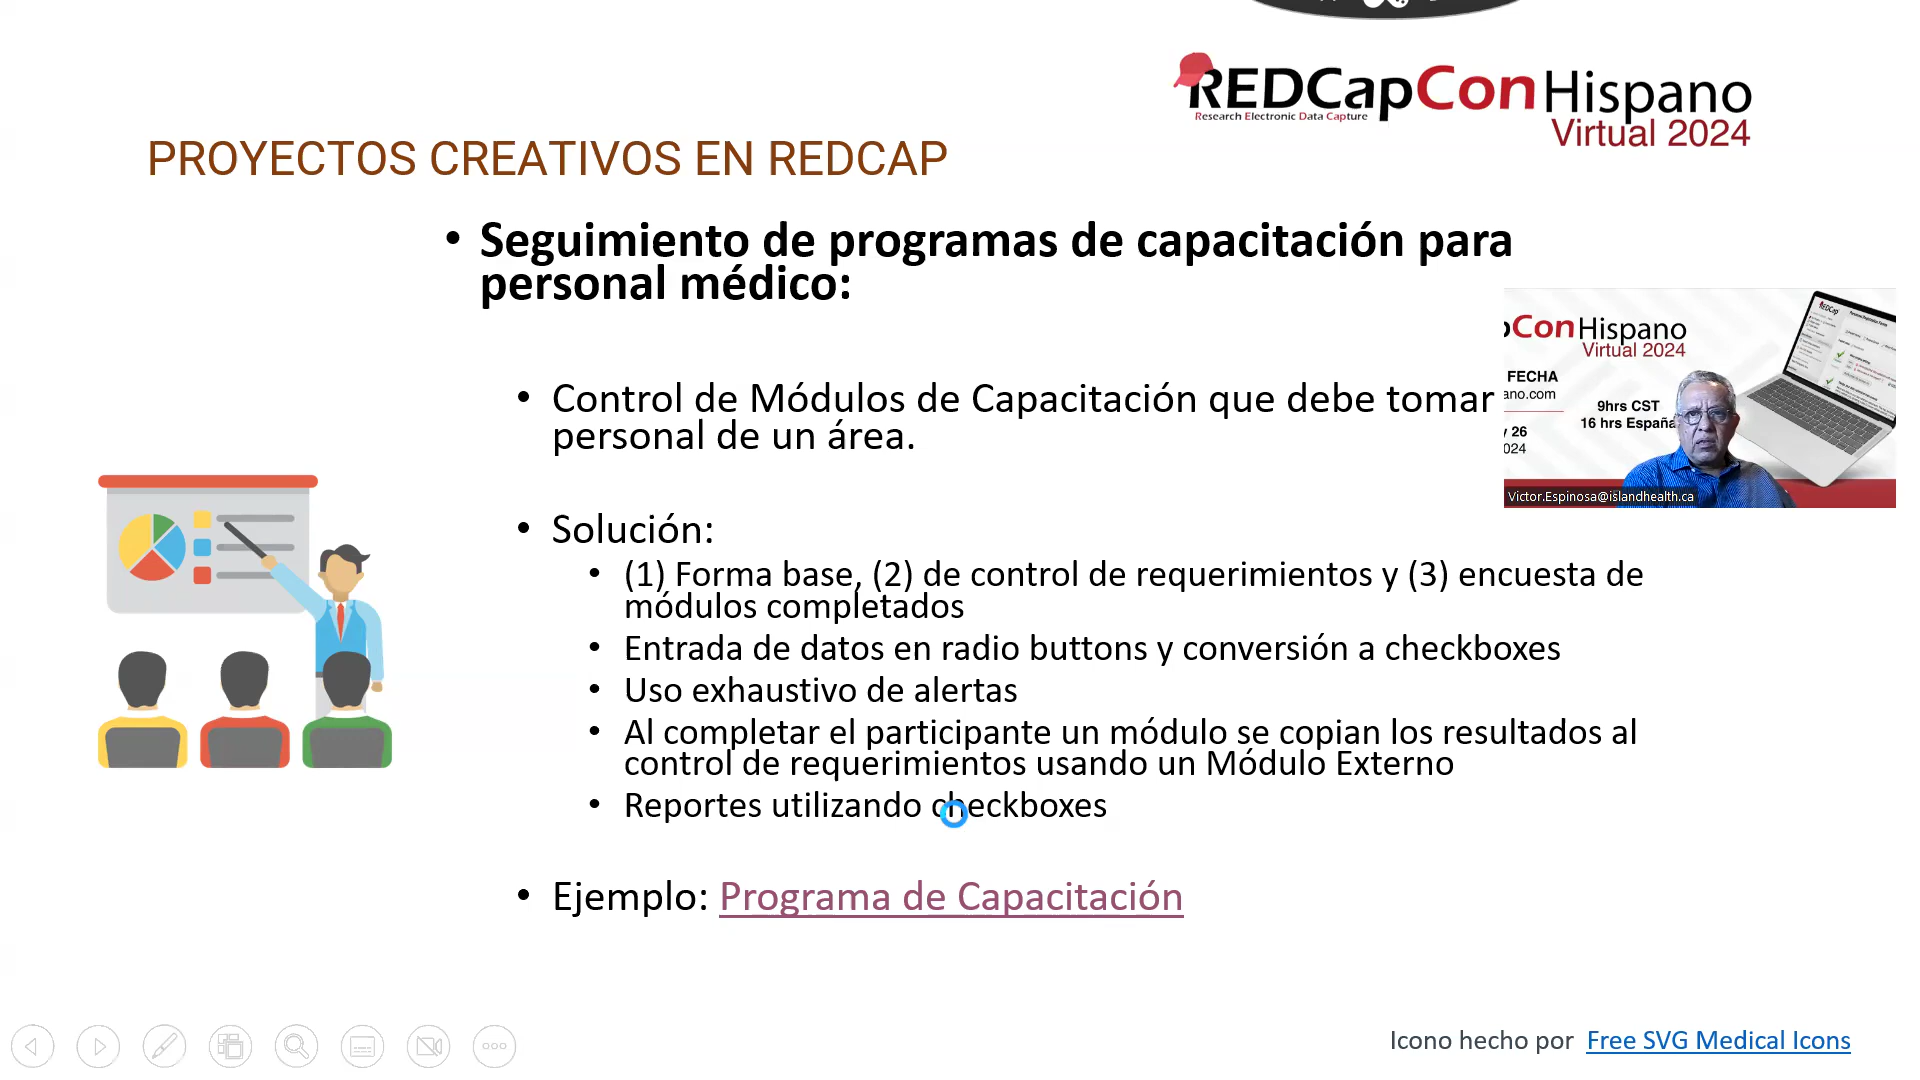 REDCapConHispano
Research Electronic Data Capture
Virtual 2024
PROYECTOS CREATIVOS EN REDCAP
• Seguimiento de programas de capacitación para
personal médico:
• Control de Módulos de Capacitación que debe tomar
personal de un área.
• Solución:
• (1) Forma base, (2) de control de requerimientos y (3) encuesta de
módulos completados
• Entrada de datos en radio buttons y conversión a checkboxes
• Uso exhaustivo de alertas
• Al completar el participante un módulo se copian los resultados al
control de requerimientos usando un Módulo Externo
• Reportes utilizando checkboxes
• Ejemplo: Programa de Capacitación
pConHispano
Virtual 2024
FECHA
ano.com
9hrs CST
16 hrs España
y 26
024
REDCap
Victor.Espinosa@islandhealth.ca
Icono hecho por Free SVG Medical Icons